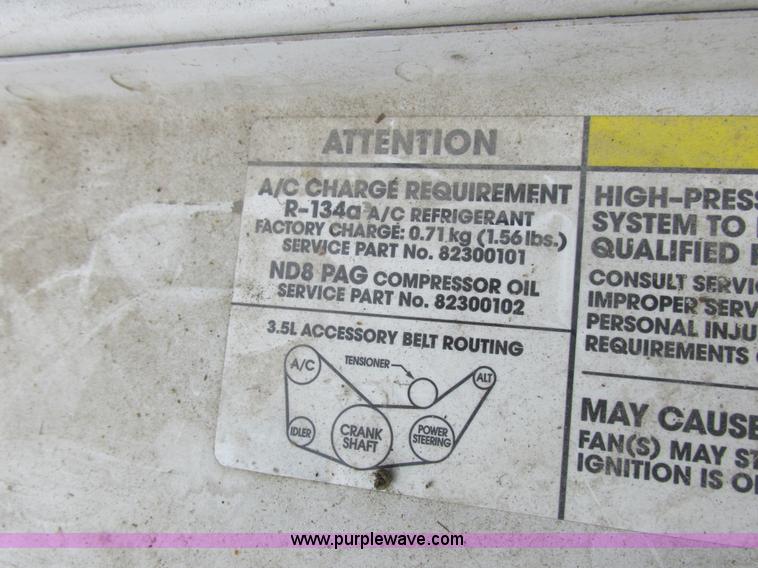 ATTENTION
A/C CHARGE REQUIREMENT
R-134a A/C REFRIGERANT
FACTORY CHARGE: 0.71 kg (1.56 lbs.)
SERVICE PART No. 82300101
ND8 PAG COMPRESSOR OIL
SERVICE PART No. 82300102
3.5L ACCESSORY BELT ROUTING
A/C
TENSIONER
ALT
IDLER
CRANK
SHAFT
POWER
STEERING
HIGH-PRESS
SYSTEM TO
QUALIFIED
CONSULT SERVIC
IMPROPER SERV
PERSONAL INJU
REQUIREMENTS
MAY CAUSE
FAN(S) MAY ST
IGNITION IS O
www.purplewave.com